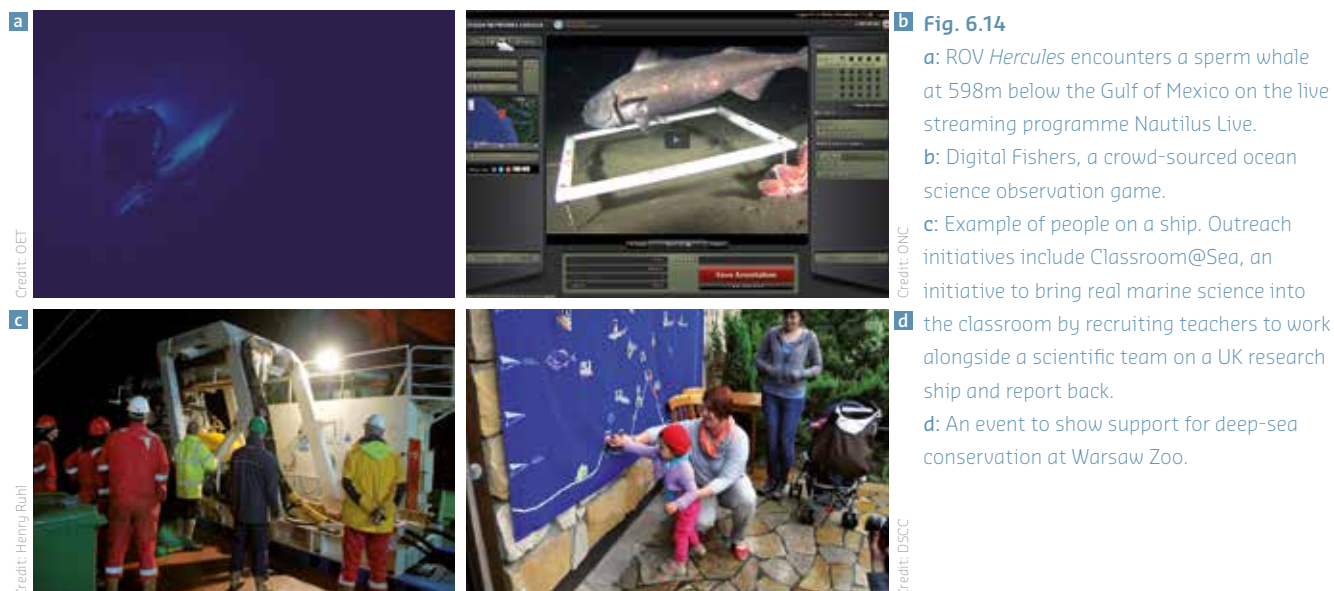 a
b
Fig. 6.14
a: ROV Hercules encounters a sperm whale
at 598m below the Gulf of Mexico on the live
streaming programme Nautilus Live.
b: Digital Fishers, a crowd-sourced ocean
science observation game.
c: Example of people on a ship. Outreach
initiatives include Classroom@Sea, an
initiative to bring real marine science into
the classroom by recruiting teachers to work
alongside a scientific team on a UK research
ship and report back.
d: An event to show support for deep-sea
conservation at Warsaw Zoo.
Credit: OET
Save Annotation
Credit: ONC
c
d
Credit: Henry Ruhl
Credit: DSCC